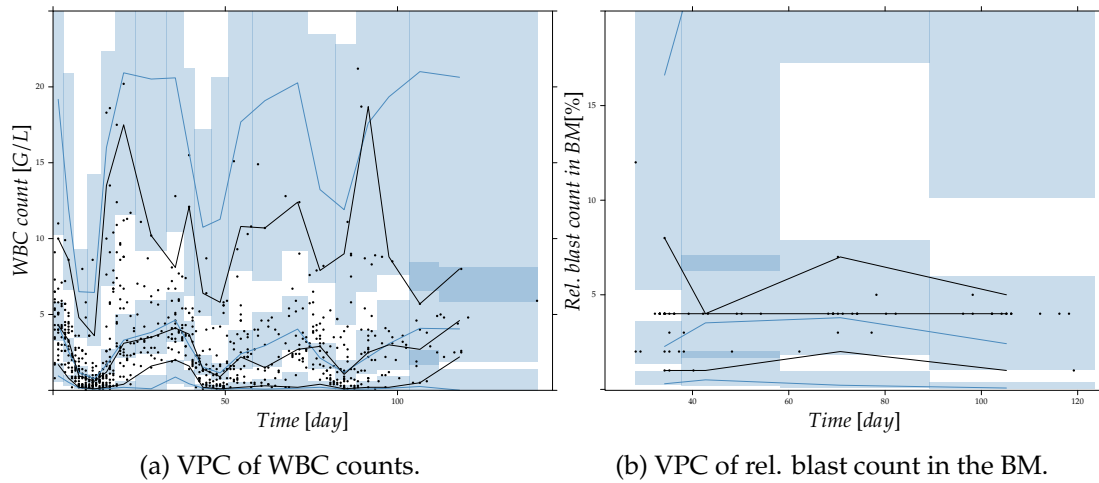 WBC count [G/L]
20
15
10
5
50
100
Time [day]
(a) VPC of WBC counts.
Rel. blast count in BM[%]
15
10
5
40
60
80
100
120
Time [day]
(b) VPC of rel. blast count in the BM.